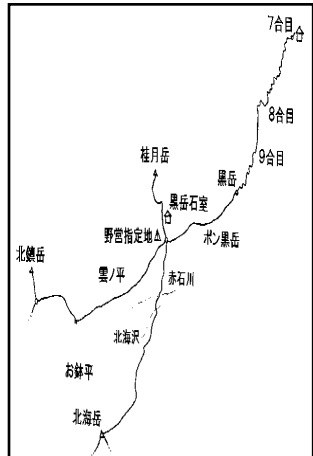 7合目
8合目
9合目
桂月岳
黒岳
黒岳石室
野営指定地
ポン黒岳
北鎮岳
雲ノ平
赤石川
北海沢
お鉢平
北海岳